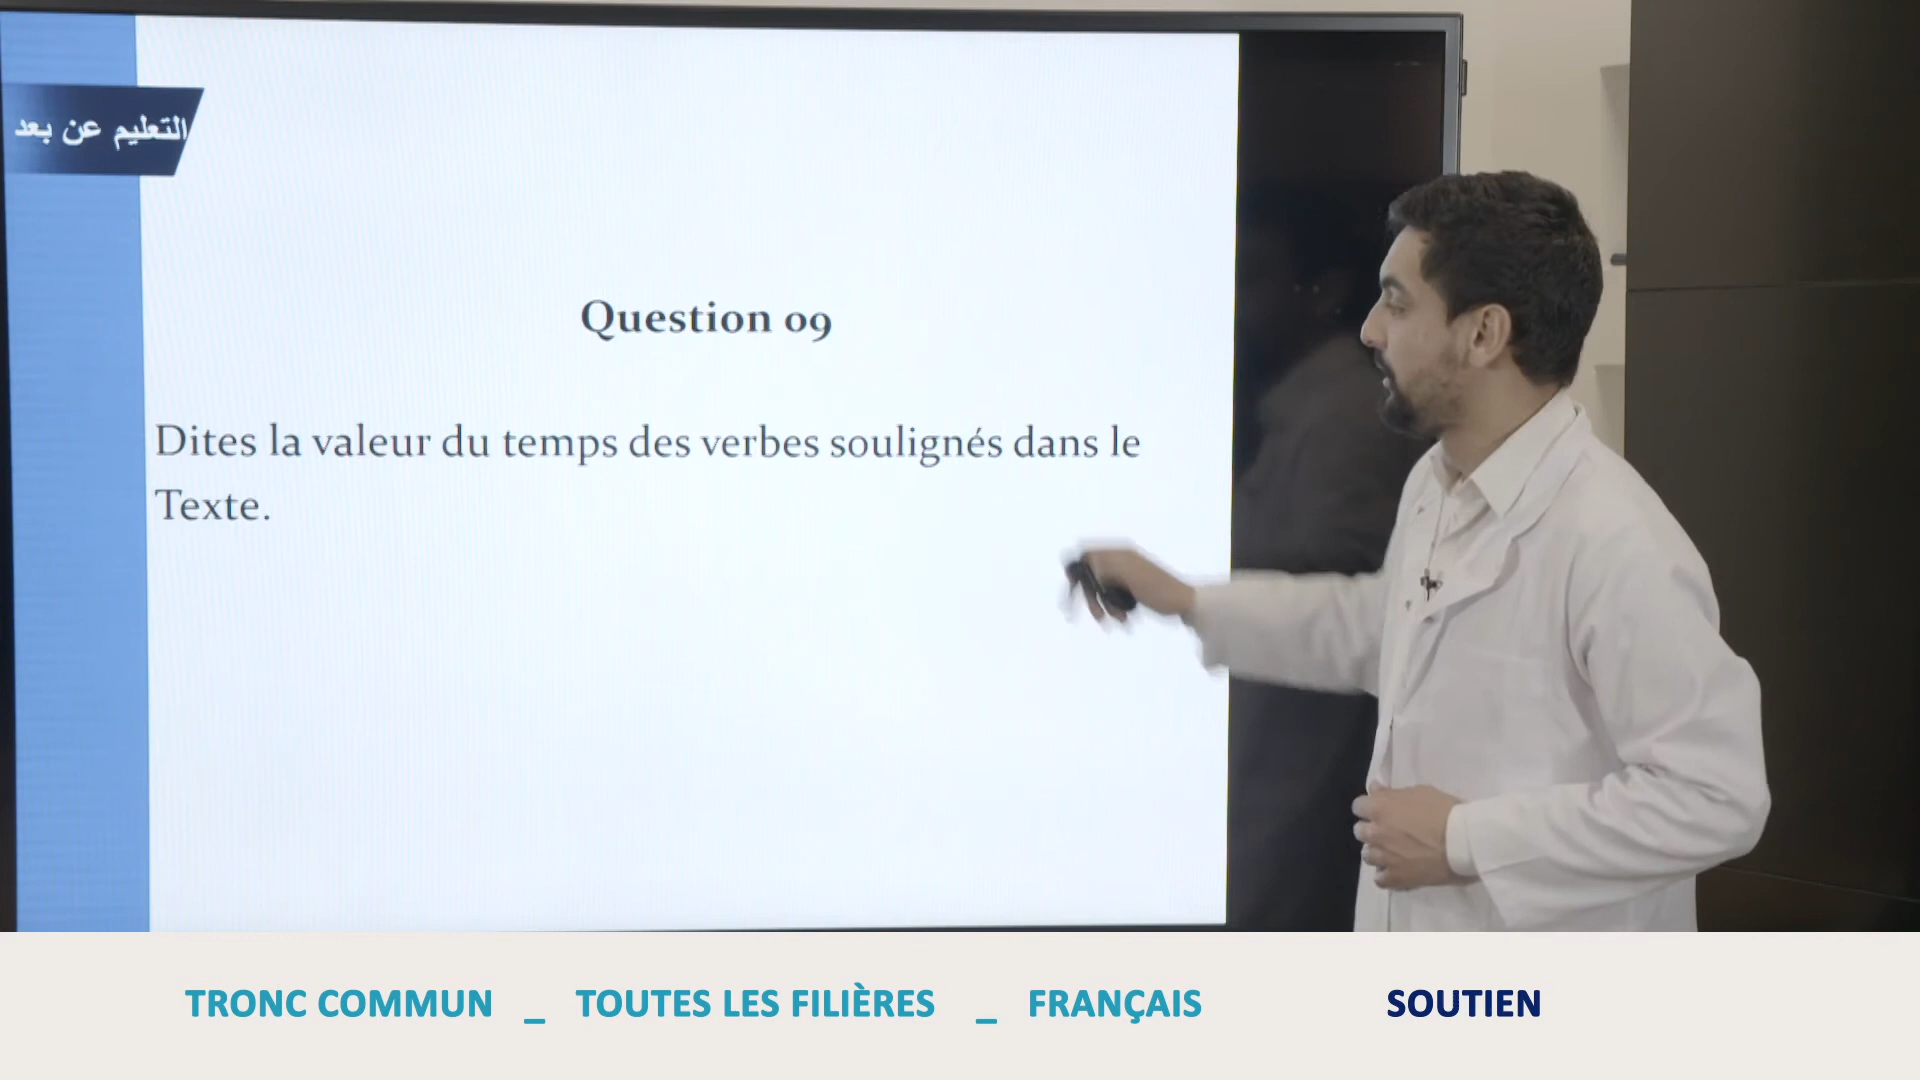 التعليم عن بعد
Question 09
Dites la valeur du temps des verbes soulignés dans le
Texte.
TRONC COMMUN _ TOUTES LES FILIÈRES _ FRANÇAIS SOUTIEN